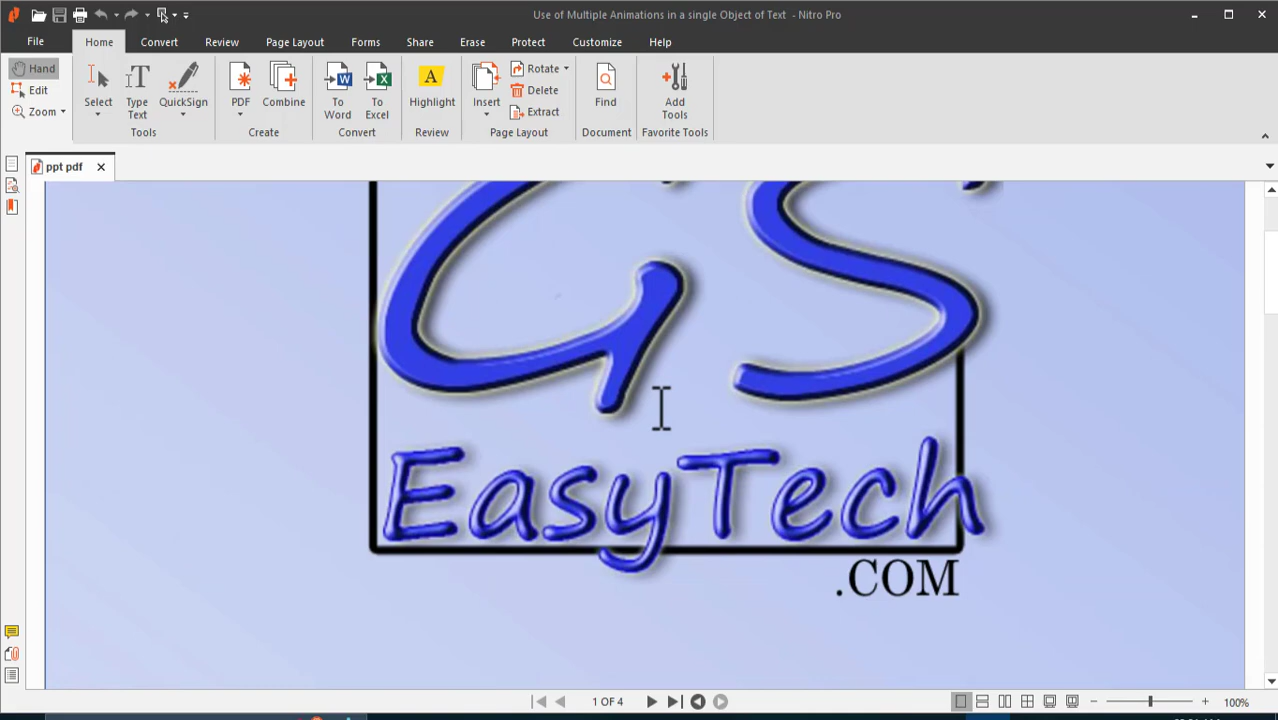 Use of Multiple Animations in a single Object of Text - Nitro Pro
File Home Convert Review Page Layout Forms Share Erase Protect Customize Help
Hand
Edit
Zoom
Select
Type Text
QuickSign
Tools
PDF
Combine
Create
To Word
To Excel
Convert
Highlight
Review
Insert
Rotate
Delete
Extract
Page Layout
Find
Document
Add Tools
Favorite Tools
ppt pdf
GS
EasyTech
.COM
1 OF 4
100%